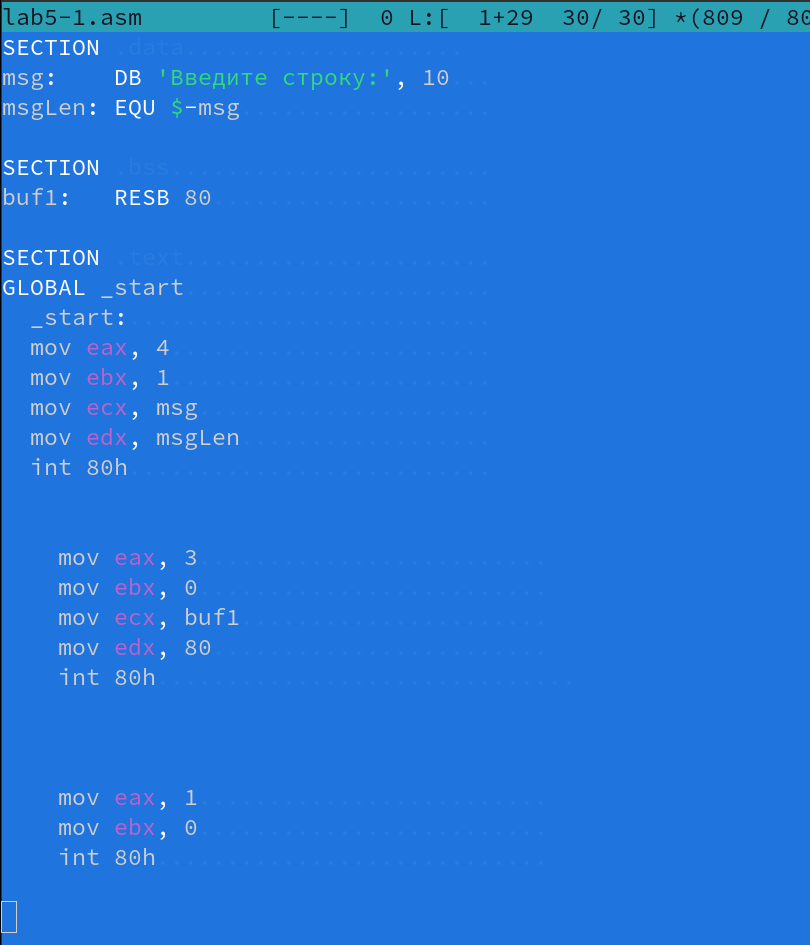 lab5-1.asm [----] 0 L:[ 1+29 30/ 30] *(809 / 80
SECTION .data
msg: DB 'Введите строку:', 10
msgLen: EQU $-msg
SECTION .bss
buf1: RESB 80
SECTION .text
GLOBAL _start
_start:
mov eax, 4
mov ebx, 1
mov ecx, msg
mov edx, msgLen
int 80h
mov eax, 3
mov ebx, 0
mov ecx, buf1
mov edx, 80
int 80h
mov eax, 1
mov ebx, 0
int 80h